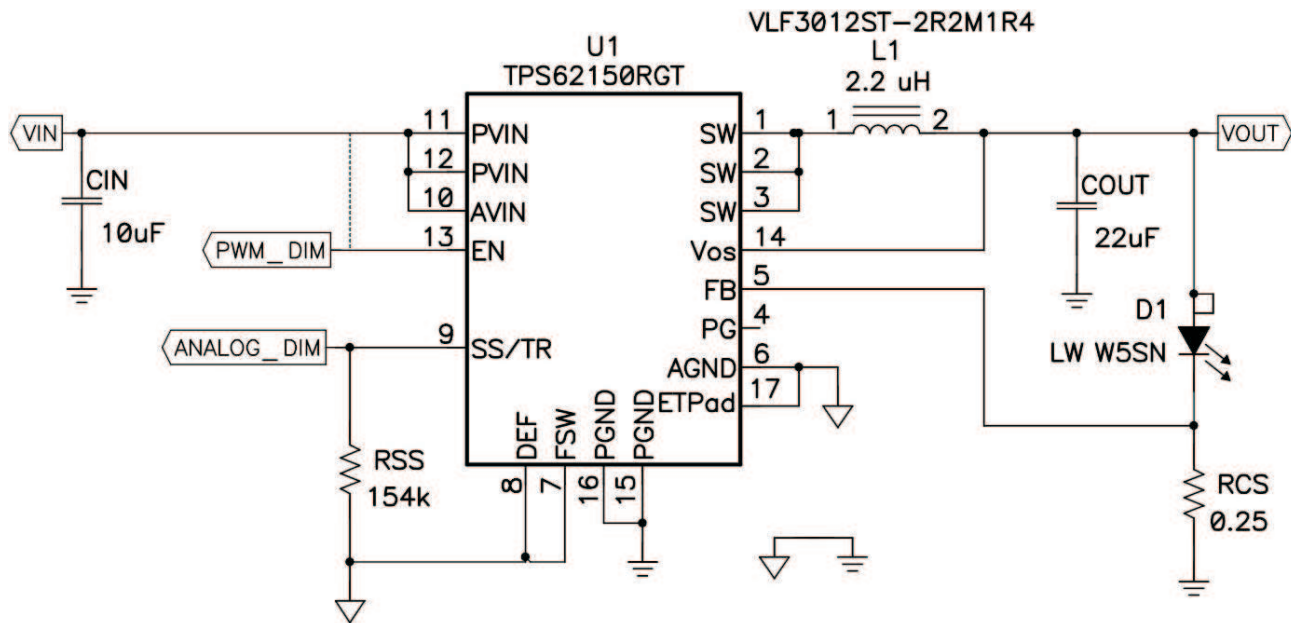 VLF3012ST-2R2M1R4
U1
L1
TPS62150RGT
2.2 uH
VIN
11
PVIN
SW
1
1
2
VOUT
12
PVIN
SW
2
CIN
10
AVIN
SW
3
COUT
10uF
PWM_DIM
13
EN
Vos
14
22uF
FB
5
D1
PG
4
ANALOG_DIM
9
SS/TR
LW W5SN
AGND
6
ETPad
17
DEF
FSW
PGND
PGND
RSS
154k
8
7
16
15
RCS
0.25